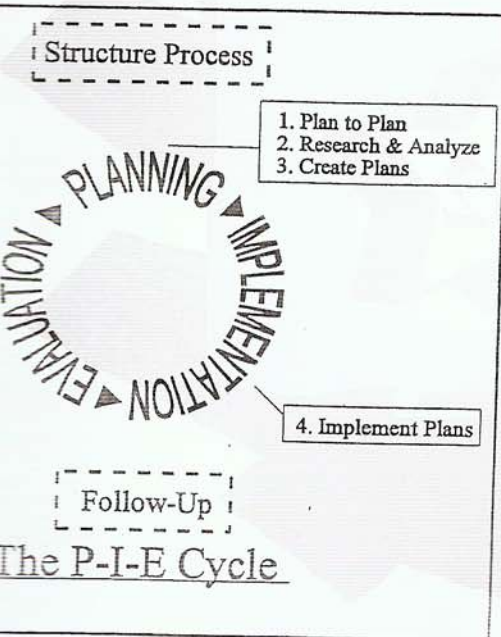 Structure Process
1. Plan to Plan
2. Research & Analyze
3. Create Plans
PLANNING
IMPLEMENTATION
EVALUATION
4. Implement Plans
Follow-Up
The P-I-E Cycle